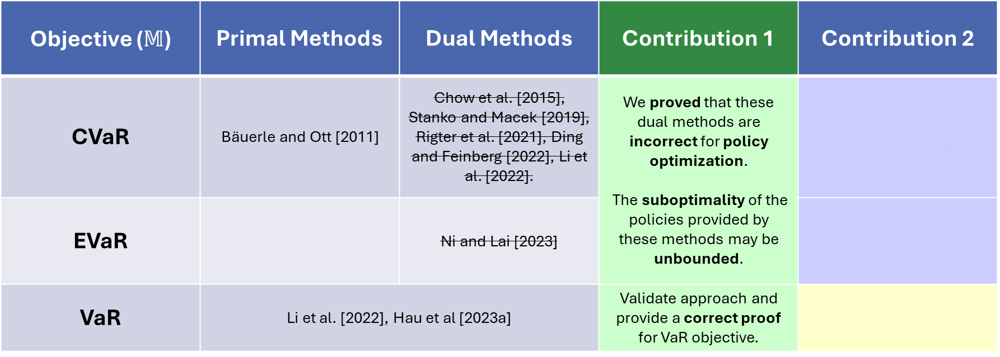 Objective (𝕄)
Primal Methods
Dual Methods
Contribution 1
Contribution 2
CVaR
Bäuerle and Ott [2011]
Chow et al. [2015],
Stanko and Macek [2019],
Rigter et al. [2021], Ding
and Feinberg [2022], Li et
al. [2022].
We proved that these
dual methods are
incorrect for policy
optimization.
The suboptimality of the
policies provided by
these methods may be
unbounded.
EVaR
Ni and Lai [2023]
VaR
Li et al. [2022], Hau et al [2023a]
Validate approach and
provide a correct proof
for VaR objective.